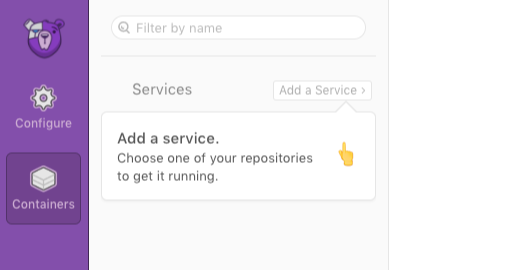 Filter by name
Services
Add a Service ›
Configure
Add a service.
Choose one of your repositories
to get it running.
Containers